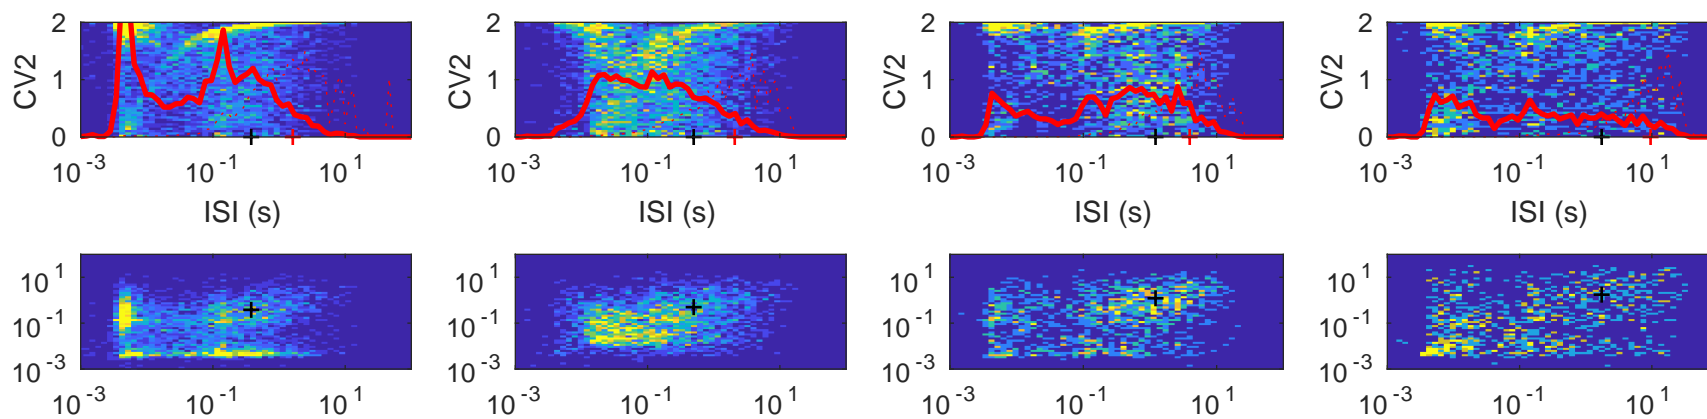 2 2 2 2
CV2 CV2 CV2 CV2
1 1 1 1
0 0 0 0
10^-3 10^-1 10^1 10^-3 10^-1 10^1 10^-3 10^-1 10^1 10^-3 10^-1 10^1
ISI (s) ISI (s) ISI (s) ISI (s)
10^1 10^1 10^1 10^1
10^-1 10^-1 10^-1 10^-1
10^-3 10^-3 10^-3 10^-3
10^-3 10^-1 10^1 10^-3 10^-1 10^1 10^-3 10^-1 10^1 10^-3 10^-1 10^1